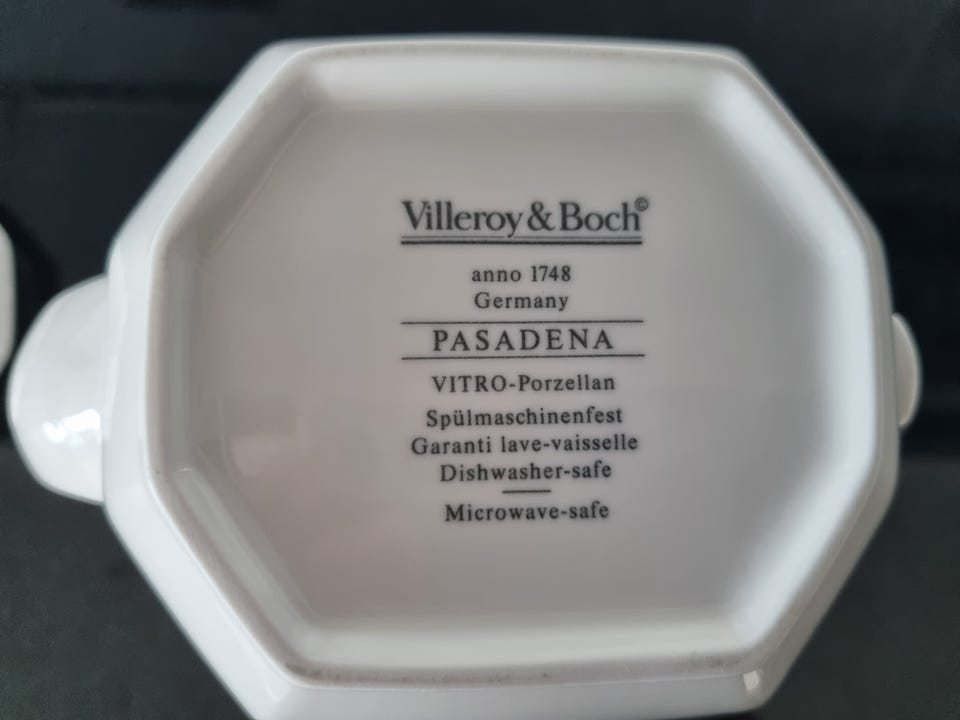 Villeroy & Boch©
anno 1748
Germany
PASADENA
VITRO-Porzellan
Spülmaschinenfest
Garanti lave-vaisselle
Dishwasher-safe
Microwave-safe